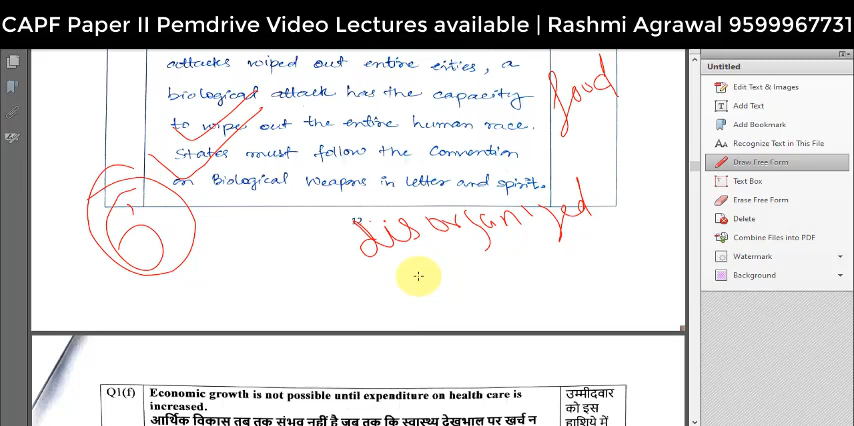 CAPF Paper II Pemdrive Video Lectures available | Rashmi Agrawal 9599967731
Untitled
Edit Text & Images
Add Text
Add Bookmark
Recognize Text in This File
Draw Free Form
Text Box
Erase Free Form
Delete
Combine Files into PDF
Watermark
Background
attacks wiped out entire cities, a
biological attack has the capacity
to wipe out the entire human race.
States must follow the Convention
on Biological Weapons in letter and spirit.
Good
6
12
disorganized
Q1(f)
Economic growth is not possible until expenditure on health care is
increased.
आर्थिक विकास तब तक संभव नहीं है जब तक कि स्वास्थ्य देखभाल पर खर्च न
उम्मीदवार
को इस
हाशिये में